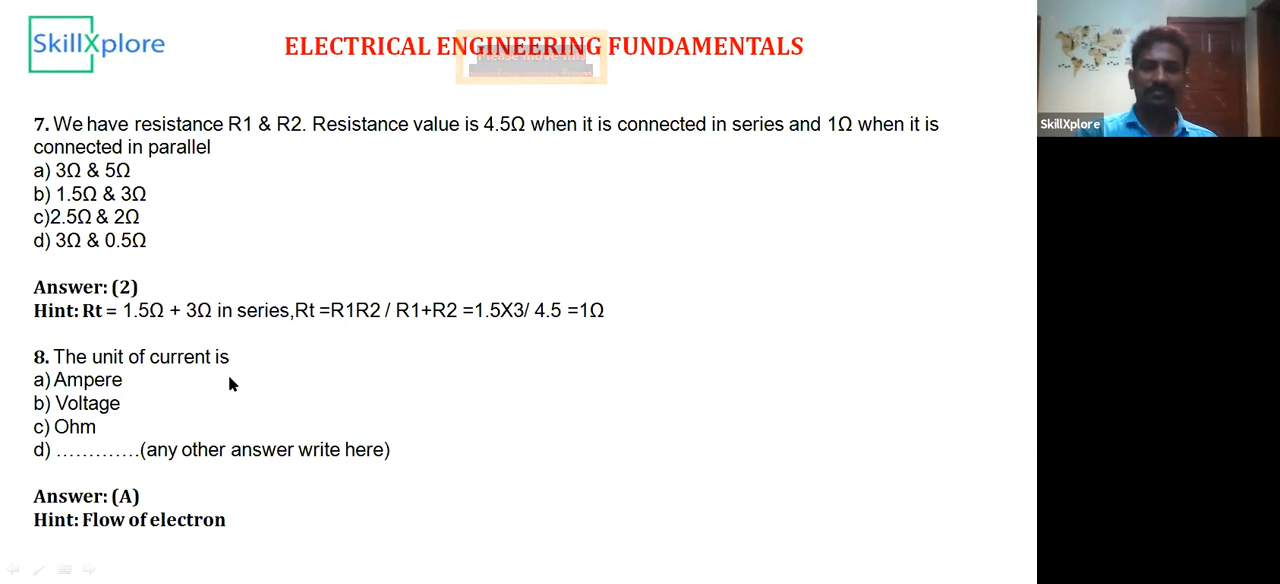 SkillXplore
ELECTRICAL ENGINEERING FUNDAMENTALS
Please move this
7. We have resistance R1 & R2. Resistance value is 4.5Ω when it is connected in series and 1Ω when it is
connected in parallel
a) 3Ω & 5Ω
b) 1.5Ω & 3Ω
c)2.5Ω & 2Ω
d) 3Ω & 0.5Ω
Answer: (2)
Hint: Rt = 1.5Ω + 3Ω in series,Rt =R1R2 / R1+R2 =1.5X3/ 4.5 =1Ω
8. The unit of current is
a) Ampere
b) Voltage
c) Ohm
d) ………….(any other answer write here)
Answer: (A)
Hint: Flow of electron
SkillXplore